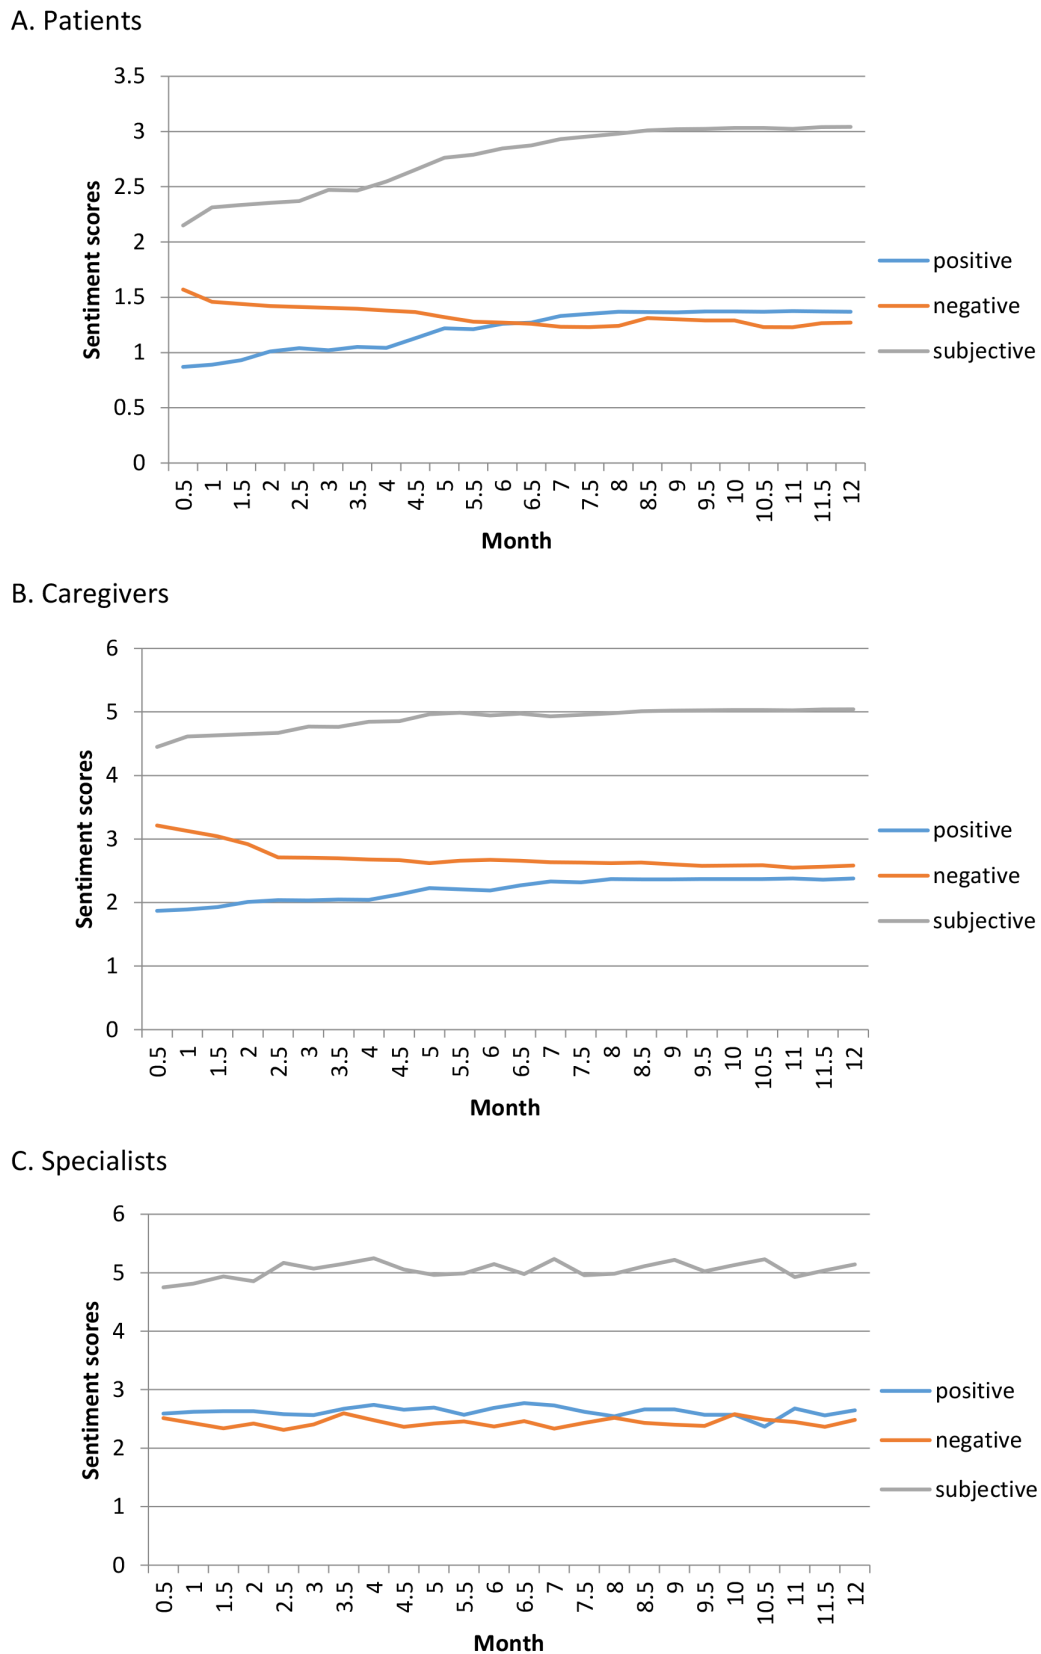 A. Patients
3.5
3
2.5
2
1.5
1
0.5
0
Sentiment scores
0.5 1 1.5 2 2.5 3 3.5 4 4.5 5 5.5 6 6.5 7 7.5 8 8.5 9 9.5 10 10.5 11 11.5 12
Month
positive
negative
subjective
B. Caregivers
6
5
4
3
2
1
0
Sentiment scores
0.5 1 1.5 2 2.5 3 3.5 4 4.5 5 5.5 6 6.5 7 7.5 8 8.5 9 9.5 10 10.5 11 11.5 12
Month
positive
negative
subjective
C. Specialists
6
5
4
3
2
1
0
Sentiment scores
0.5 1 1.5 2 2.5 3 3.5 4 4.5 5 5.5 6 6.5 7 7.5 8 8.5 9 9.5 10 10.5 11 11.5 12
Month
positive
negative
subjective